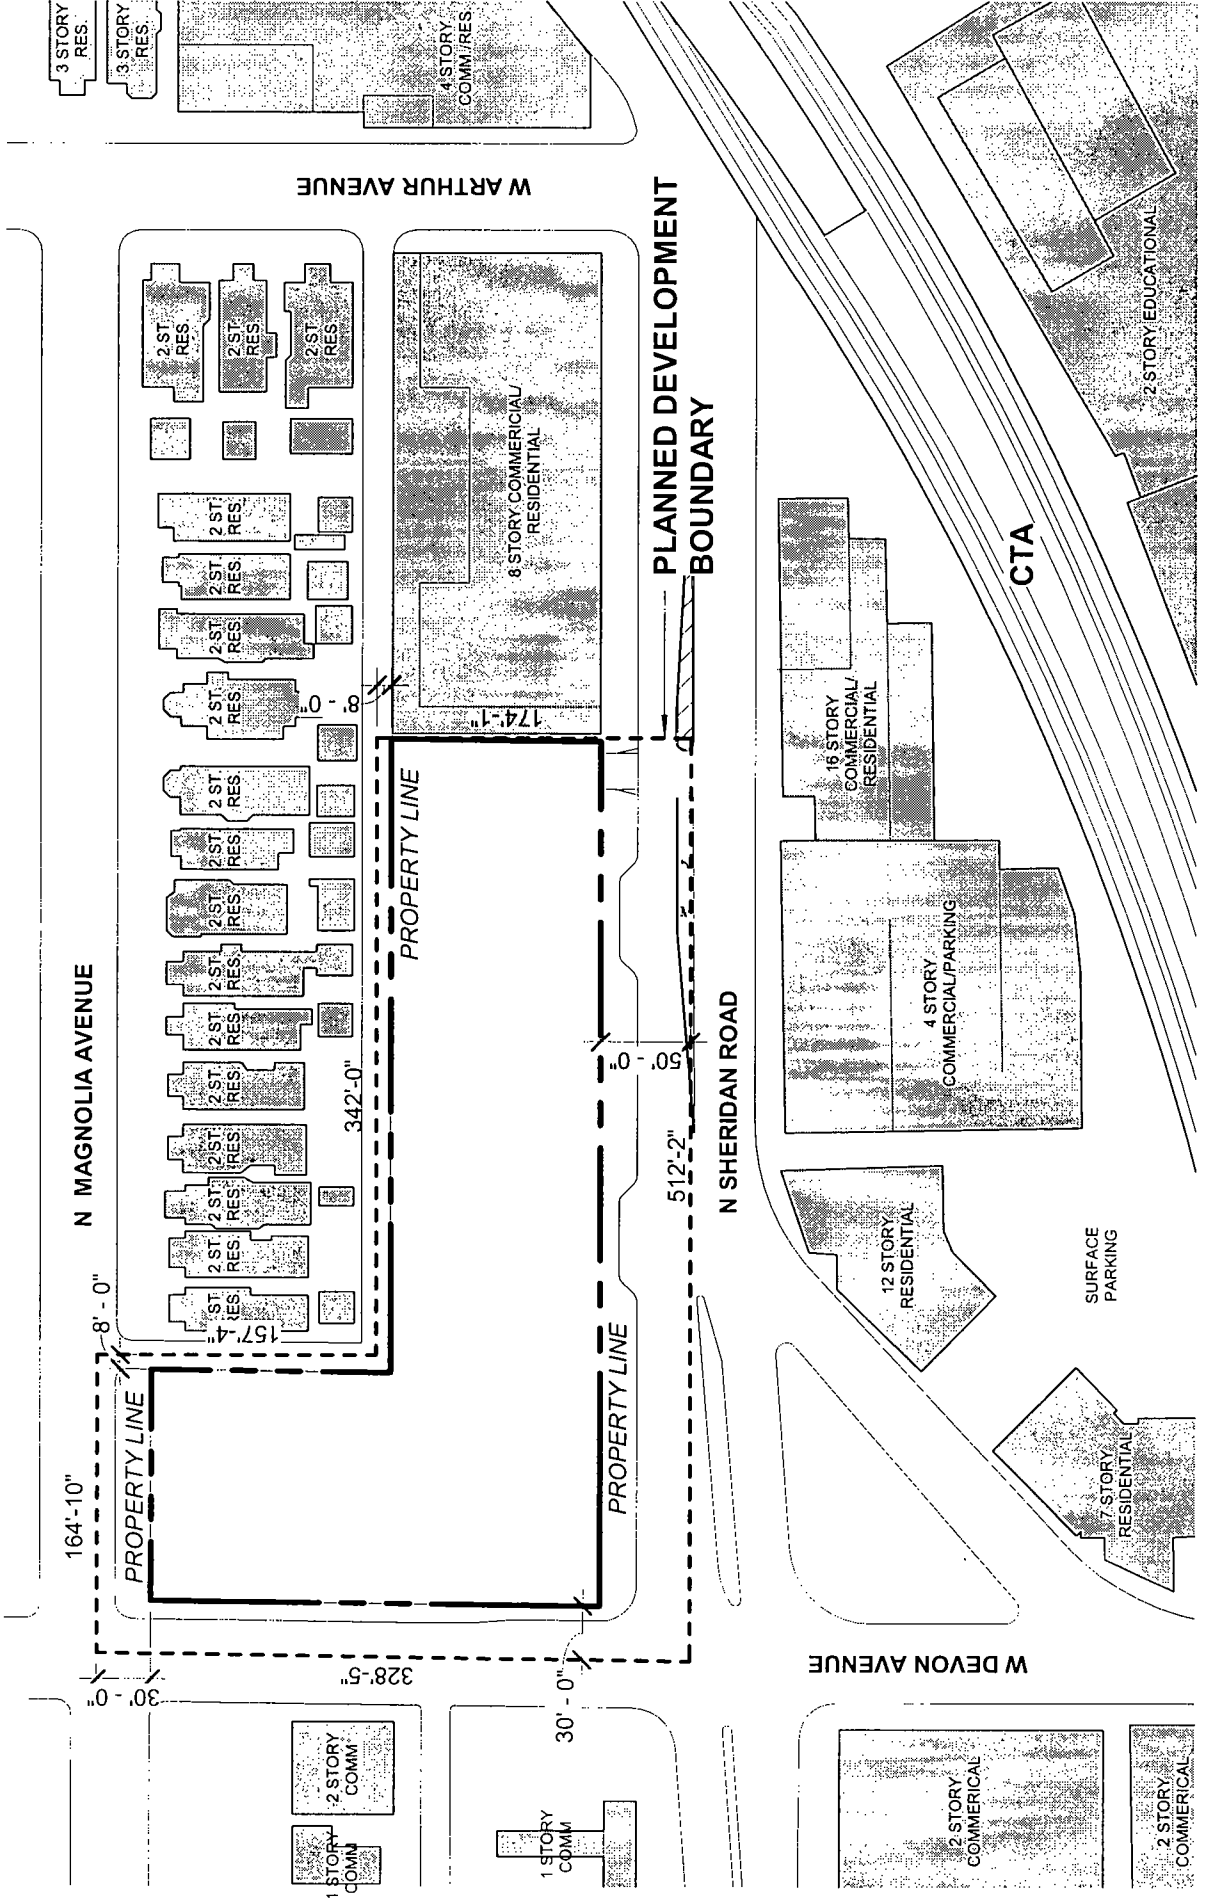 3 STORY
RES.
3 STORY
RES.
4 STORY
COMM./RES.
W ARTHUR AVENUE
2 ST.
RES.
2 ST.
RES.
2 ST.
RES.
8 STORY COMMERICIAL/
RESIDENTIAL
PLANNED DEVELOPMENT
BOUNDARY
2 STORY EDUCATIONAL
CTA
2 ST.
RES.
2 ST.
RES.
2 ST.
RES.
2 ST.
RES.
8' - 0"
174'-1"
16 STORY
COMMERCIAL/
RESIDENTIAL
2 ST.
RES.
2 ST.
RES.
2 ST.
RES.
2 ST.
RES.
2 ST.
RES.
2 ST.
RES.
2 ST.
RES.
2 ST.
RES.
2 ST.
RES.
ST.
RES.
PROPERTY LINE
N MAGNOLIA AVENUE
342'-0"
50' - 0"
512'-2"
N SHERIDAN ROAD
4 STORY
COMMERCIAL/PARKING
12 STORY
RESIDENTIAL
SURFACE
PARKING
8' - 0"
157'-4"
PROPERTY LINE
PROPERTY LINE
164'-10"
7 STORY
RESIDENTIAL
30' - 0"
328'-5"
30' - 0"
W DEVON AVENUE
2 STORY
COMM
1 STORY
COMM
1 STORY
COMM
2 STORY
COMMERICAL
2 STORY
COMMERICAL